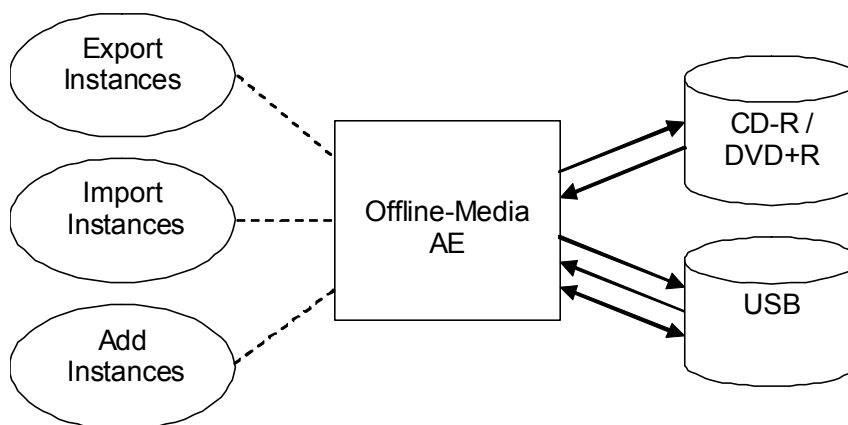 Export
Instances
Import
Instances
Add
Instances
Offline-Media
AE
CD-R /
DVD+R
USB